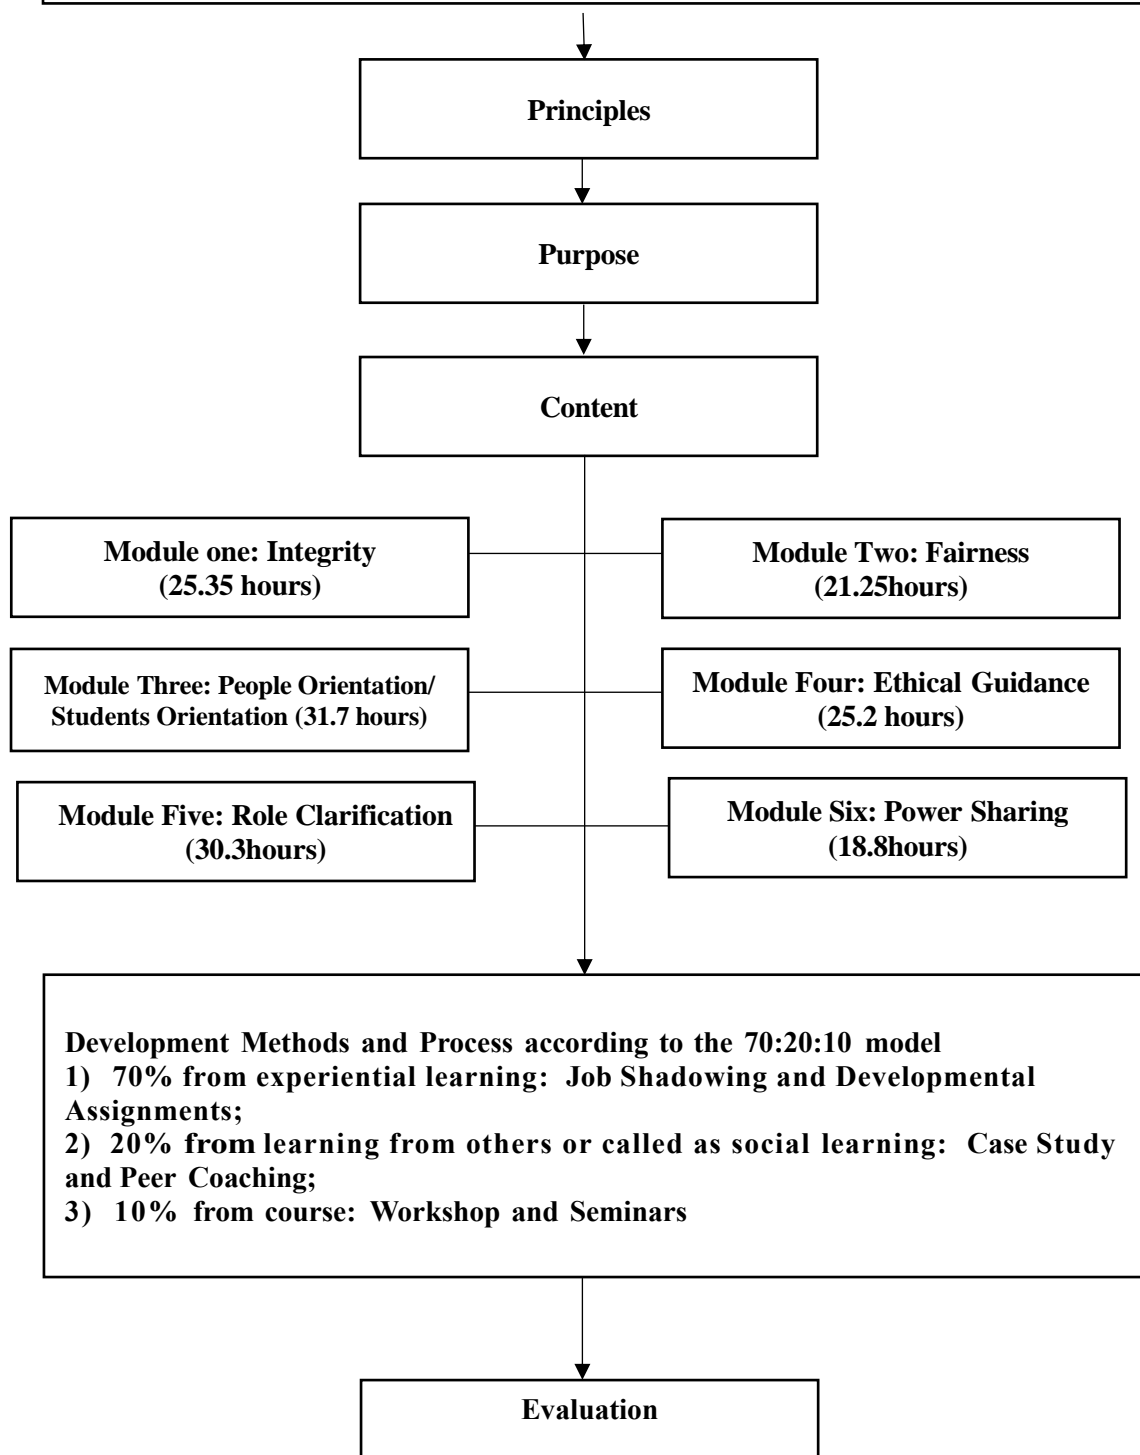 Principles
Purpose
Content
Module one: Integrity
(25.35 hours)
Module Two: Fairness
(21.25hours)
Module Three: People Orientation/
Students Orientation (31.7 hours)
Module Four: Ethical Guidance
(25.2 hours)
Module Five: Role Clarification
(30.3hours)
Module Six: Power Sharing
(18.8hours)
Development Methods and Process according to the 70:20:10 model
1) 70% from experiential learning: Job Shadowing and Developmental
Assignments;
2) 20% from learning from others or called as social learning: Case Study
and Peer Coaching;
3) 10% from course: Workshop and Seminars
Evaluation